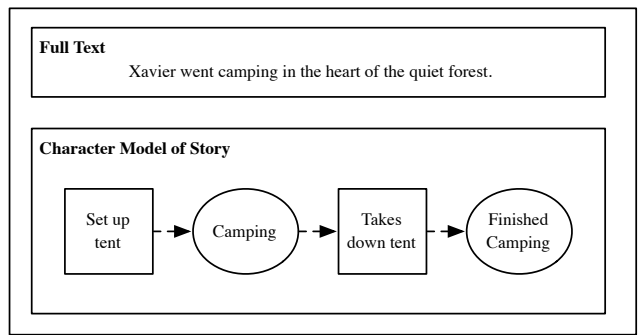 Full Text
Xavier went camping in the heart of the quiet forest.
Character Model of Story
Set up
tent
Camping
Takes
down tent
Finished
Camping